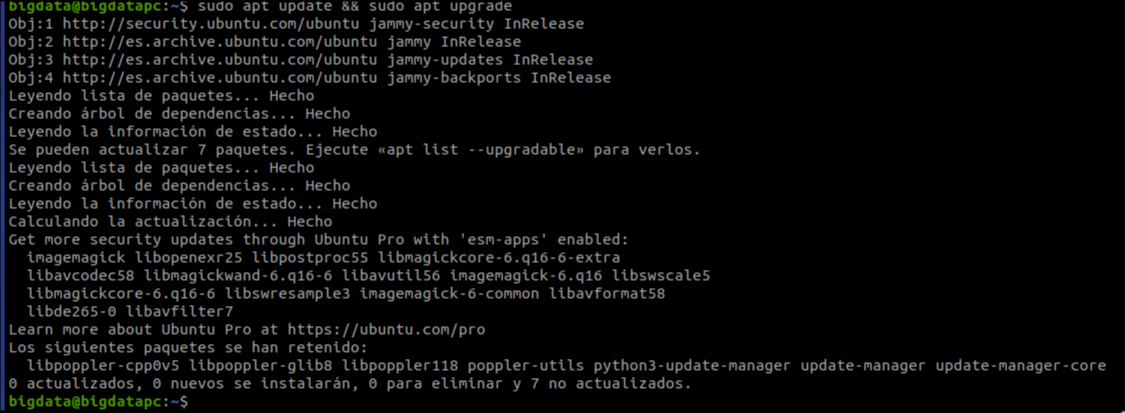 bigdata@bigdatapc:~$ sudo apt update && sudo apt upgrade
Obj:1 http://security.ubuntu.com/ubuntu jammy-security InRelease
Obj:2 http://es.archive.ubuntu.com/ubuntu jammy InRelease
Obj:3 http://es.archive.ubuntu.com/ubuntu jammy-updates InRelease
Obj:4 http://es.archive.ubuntu.com/ubuntu jammy-backports InRelease
Leyendo lista de paquetes... Hecho
Creando árbol de dependencias... Hecho
Leyendo la información de estado... Hecho
Se pueden actualizar 7 paquetes. Ejecute «apt list --upgradable» para verlos.
Leyendo lista de paquetes... Hecho
Creando árbol de dependencias... Hecho
Leyendo la información de estado... Hecho
Calculando la actualización... Hecho
Get more security updates through Ubuntu Pro with 'esm-apps' enabled:
  imagemagick libopenexr25 libpostproc55 libmagickcore-6.q16-6-extra
  libavcodec58 libmagickwand-6.q16-6 libavutil56 imagemagick-6.q16 libswscale5
  libmagickcore-6.q16-6 libswresample3 imagemagick-6-common libavformat58
  libde265-0 libavfilter7
Learn more about Ubuntu Pro at https://ubuntu.com/pro
Los siguientes paquetes se han retenido:
  libpoppler-cpp0v5 libpoppler-glib8 libpoppler118 poppler-utils python3-update-manager update-manager update-manager-core
0 actualizados, 0 nuevos se instalarán, 0 para eliminar y 7 no actualizados.
bigdata@bigdatapc:~$